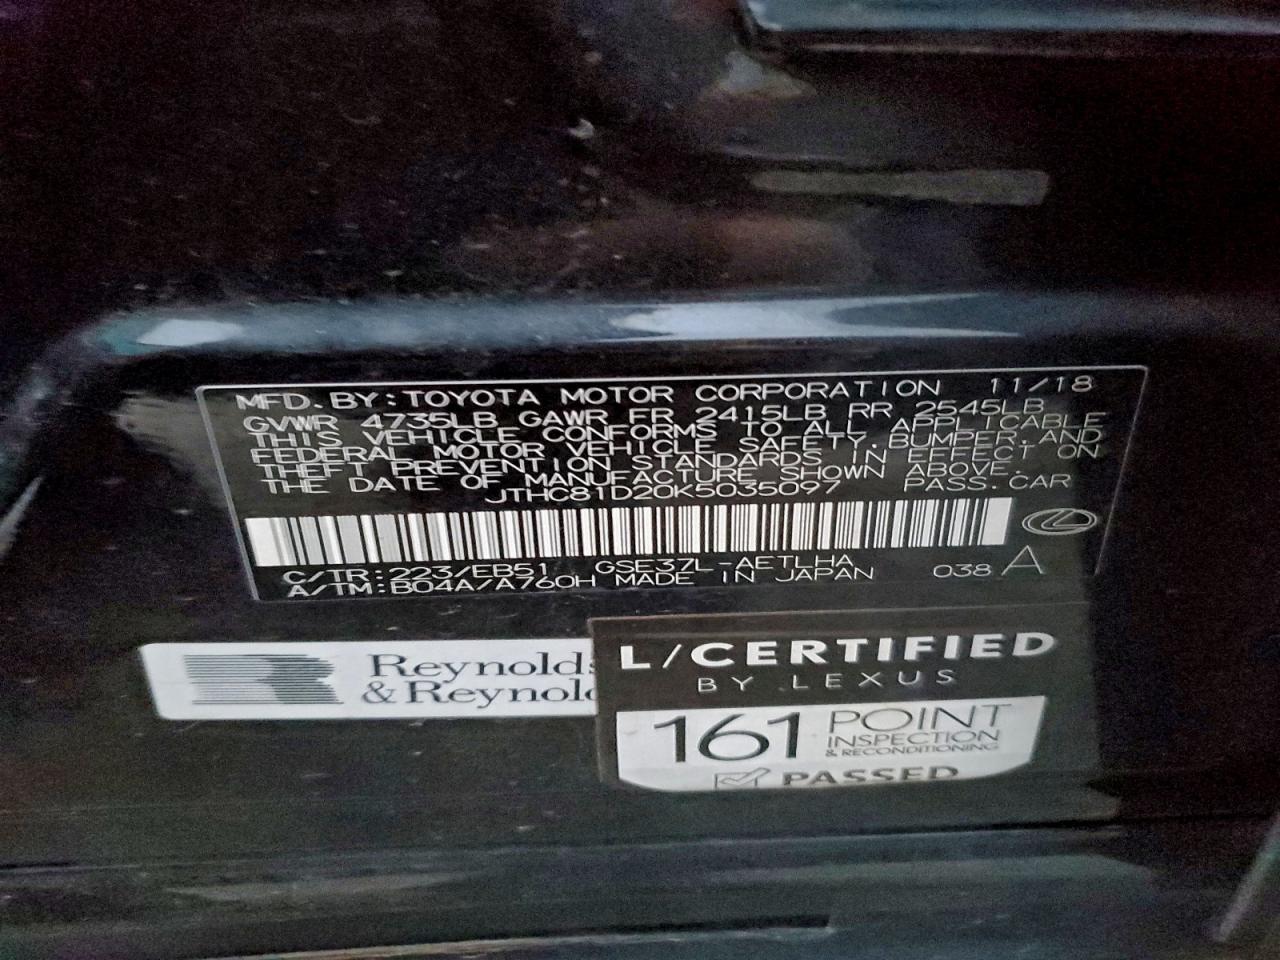 MFD. BY: TOYOTA MOTOR CORPORATION 11/18
GVWR 4735LB GAWR FR 2415LB RR 2545LB
THIS VEHICLE CONFORMS TO ALL APPLICABLE
FEDERAL MOTOR VEHICLE SAFETY, BUMPER, AND
THEFT PREVENTION STANDARDS IN EFFECT ON
THE DATE OF MANUFACTURE SHOWN ABOVE.
JTHC81D20K5035097 PASS. CAR
C/TR: 223/EB51 GSE37L-AETLHA
A/TM: B04A/A760H MADE IN JAPAN 038 A
Reynolds
& Reynolds
L/CERTIFIED
BY LEXUS
161 POINT
INSPECTION
& RECONDITIONING
PASSED